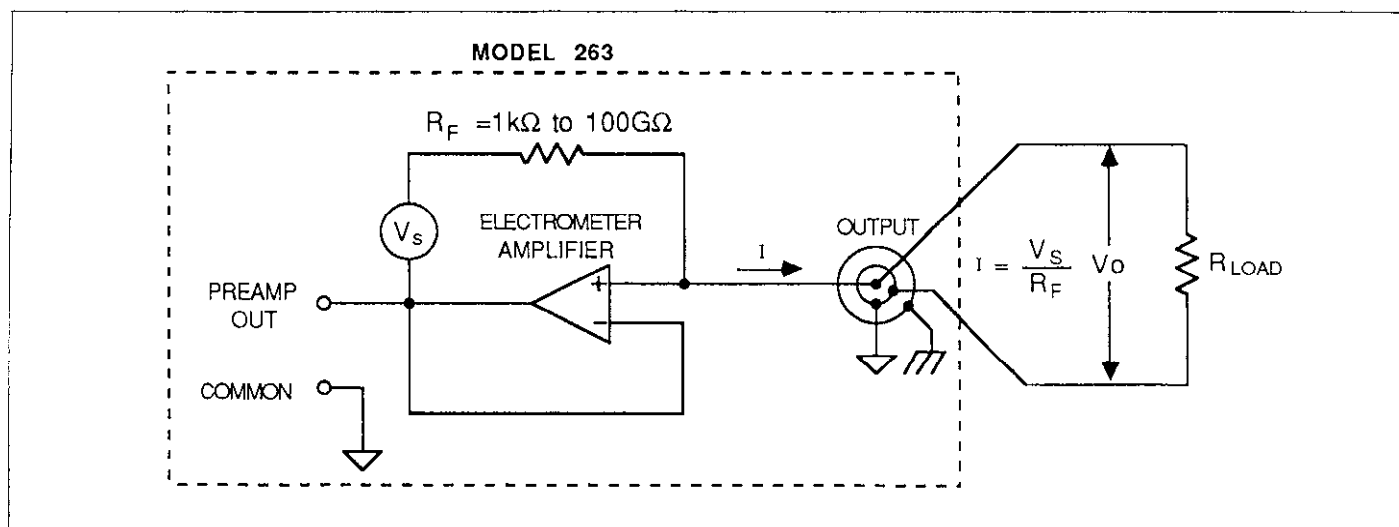 MODEL 263
R_F = 1kΩ to 100GΩ
V_S
ELECTROMETER
AMPLIFIER
+
−
PREAMP
OUT
COMMON
I
OUTPUT
I = V_S / R_F
Vo
R_LOAD